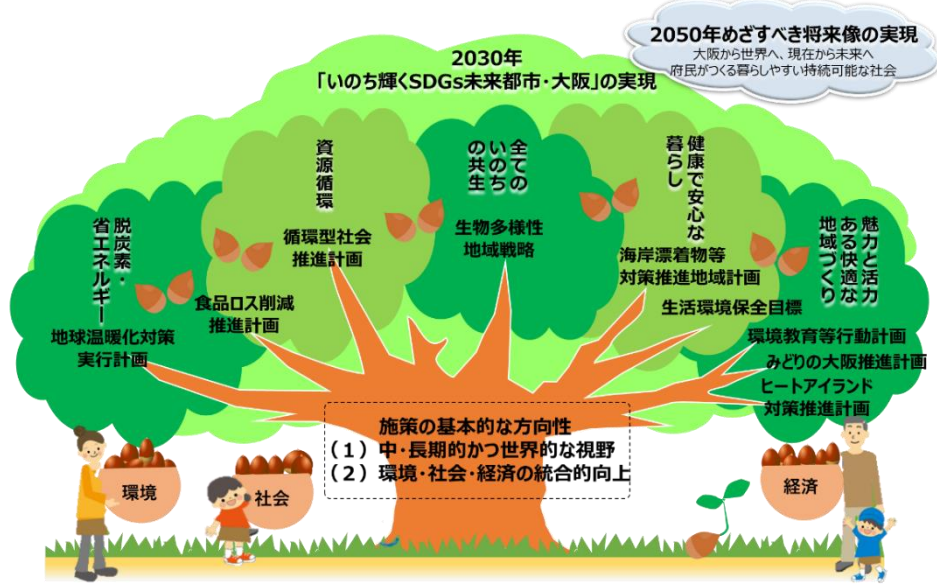 2050年めざすべき将来像の実現
大阪から世界へ、現在から未来へ
府民がつくる暮らしやすい持続可能な社会
2030年
「いのち輝くSDGs未来都市・大阪」の実現
脱炭素・
省エネルギー
地球温暖化対策
実行計画
資源循環
循環型社会
推進計画
食品ロス削減
推進計画
全ての
いのち
の共生
生物多様性
地域戦略
健康で安心な
暮らし
海岸漂着物等
対策推進地域計画
生活環境保全目標
魅力と活力
ある快適な
地域づくり
環境教育等行動計画
みどりの大阪推進計画
ヒートアイランド
対策推進計画
施策の基本的な方向性
（１）中・長期的かつ世界的な視野
（２）環境・社会・経済の統合的向上
環境
社会
経済